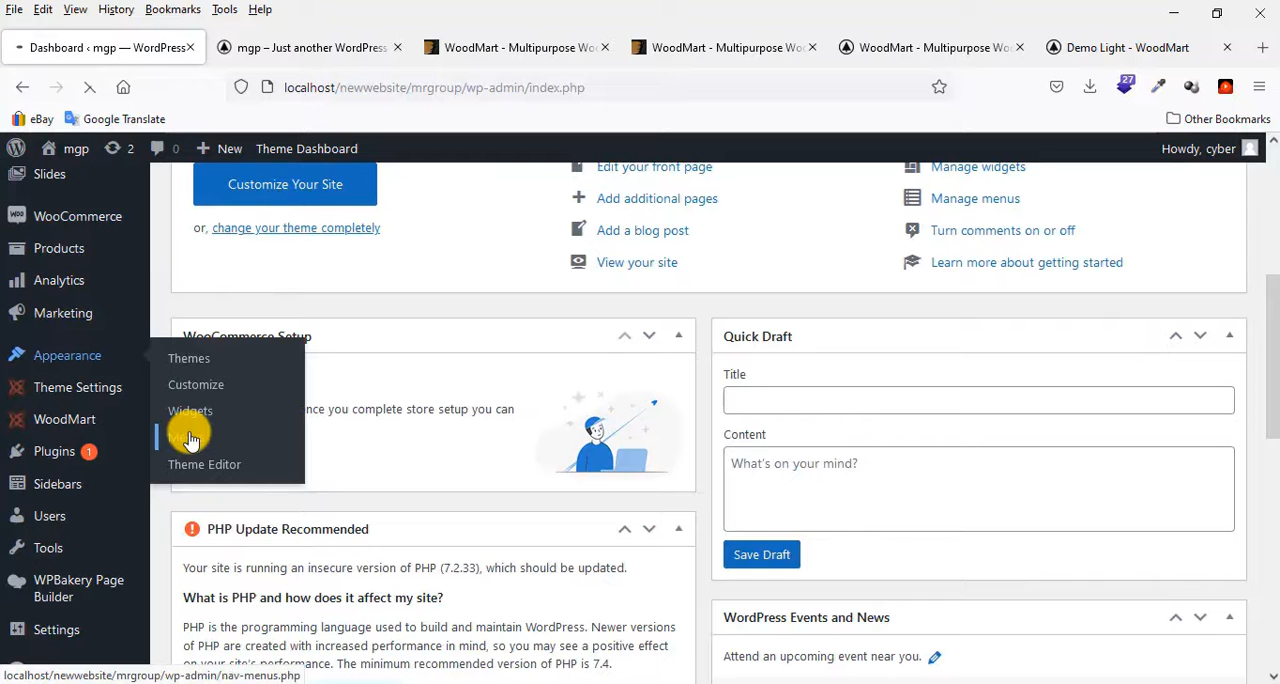 File Edit View History Bookmarks Tools Help
Dashboard ‹ mgp — WordPress
mgp – Just another WordPress
WoodMart - Multipurpose Wo
WoodMart - Multipurpose Wo
WoodMart - Multipurpose Wo
Demo Light - WoodMart
localhost/newwebsite/mrgroup/wp-admin/index.php
27
eBay Google Translate Other Bookmarks
mgp 2 0 New Theme Dashboard Howdy, cyber
Slides
WooCommerce
Products
Analytics
Marketing
Appearance
Theme Settings
WoodMart
Plugins 1
Sidebars
Users
Tools
WPBakery Page
Builder
Settings
Themes
Customize
Widgets
Theme Editor
Customize Your Site
or, change your theme completely
Edit your front page
Add additional pages
Add a blog post
View your site
Manage widgets
Manage menus
Turn comments on or off
Learn more about getting started
WooCommerce Setup
once you complete store setup you can
PHP Update Recommended
Your site is running an insecure version of PHP (7.2.33), which should be updated.
What is PHP and how does it affect my site?
PHP is the programming language used to build and maintain WordPress. Newer versions
of PHP are created with increased performance in mind, so you may see a positive effect
on your site's performance. The minimum recommended version of PHP is 7.4.
Quick Draft
Title
Content
What's on your mind?
Save Draft
WordPress Events and News
Attend an upcoming event near you.
localhost/newwebsite/mrgroup/wp-admin/nav-menus.php